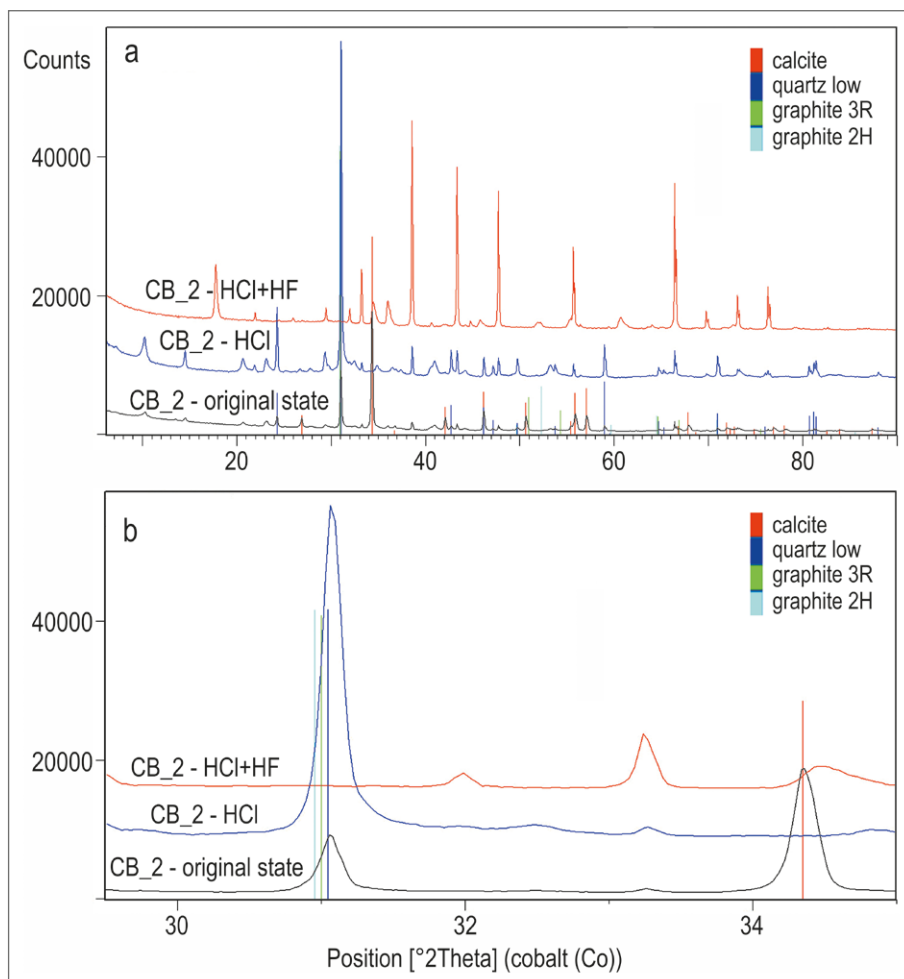 a
Counts
calcite
quartz low
graphite 3R
graphite 2H
40000
20000
CB_2 - HCl+HF
CB_2 - HCl
CB_2 - original state
20
40
60
80
b
calcite
quartz low
graphite 3R
graphite 2H
40000
20000
CB_2 - HCl+HF
CB_2 - HCl
CB_2 - original state
30
32
34
Position [°2Theta] (cobalt (Co)